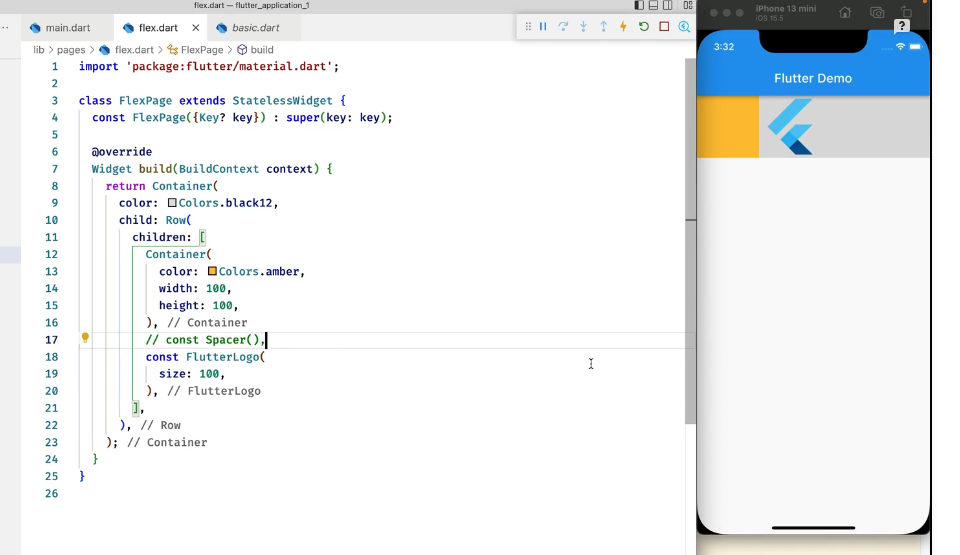 flex.dart — flutter_application_1
main.dart
flex.dart
basic.dart
lib > pages > flex.dart > FlexPage > build
1 import 'package:flutter/material.dart';
2
3 class FlexPage extends StatelessWidget {
4 const FlexPage({Key? key}) : super(key: key);
5
6 @override
7 Widget build(BuildContext context) {
8 return Container(
9 color: Colors.black12,
10 child: Row(
11 children: [
12 Container(
13 color: Colors.amber,
14 width: 100,
15 height: 100,
16 ), // Container
17 // const Spacer(),
18 const FlutterLogo(
19 size: 100,
20 ), // FlutterLogo
21 ],
22 ), // Row
23 ); // Container
24 }
25 }
26
iPhone 13 mini
iOS 15.5
?
3:32
Flutter Demo